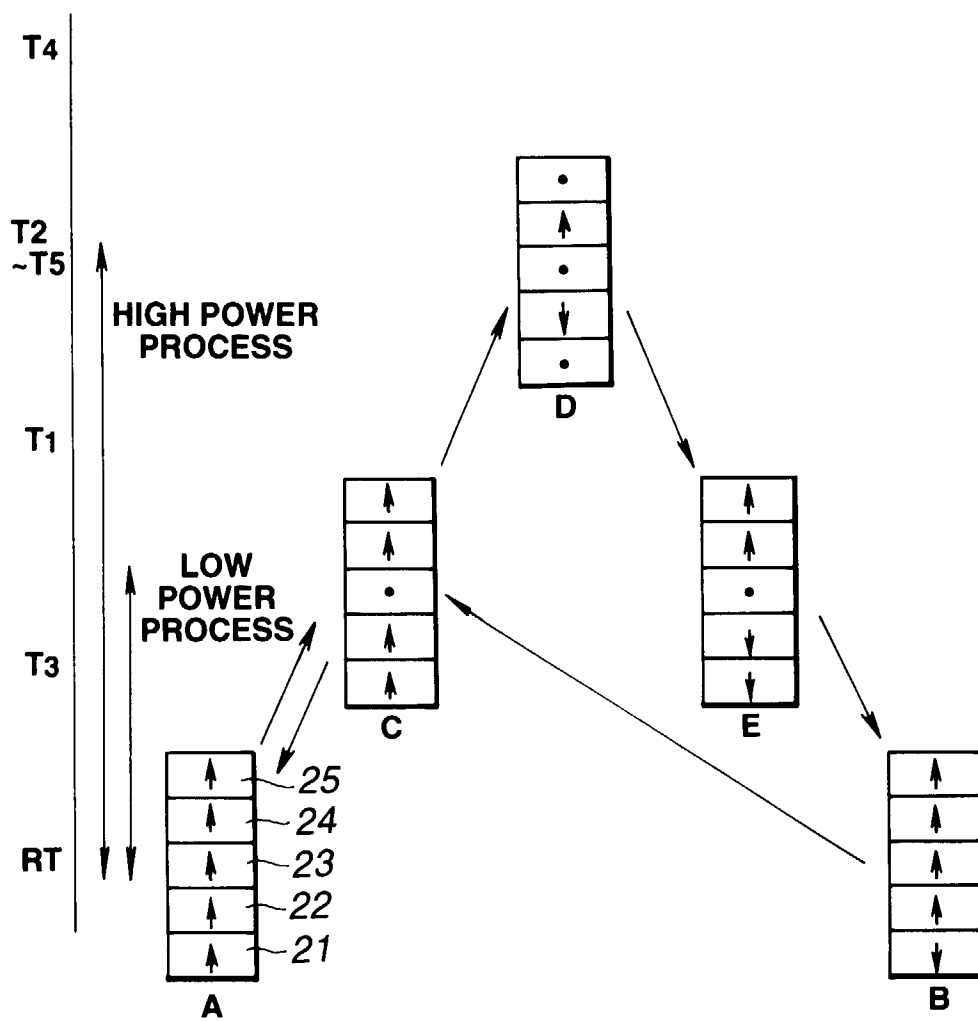 T4
T2
~T5
HIGH POWER
PROCESS
D
T1
LOW
POWER
PROCESS
T3
C
E
25
24
23
22
21
RT
A
B